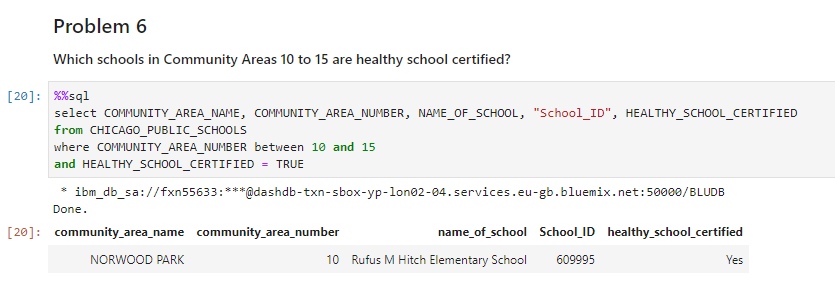 Problem 6
Which schools in Community Areas 10 to 15 are healthy school certified?
[20]: %%sql
select COMMUNITY_AREA_NAME, COMMUNITY_AREA_NUMBER, NAME_OF_SCHOOL, "School_ID", HEALTHY_SCHOOL_CERTIFIED
from CHICAGO_PUBLIC_SCHOOLS
where COMMUNITY_AREA_NUMBER between 10 and 15
and HEALTHY_SCHOOL_CERTIFIED = TRUE
* ibm_db_sa://fxn55633:***@dashdb-txn-sbox-yp-lon02-04.services.eu-gb.bluemix.net:50000/BLUDB
Done.
[20]: community_area_name community_area_number name_of_school School_ID healthy_school_certified
NORWOOD PARK 10 Rufus M Hitch Elementary School 609995 Yes